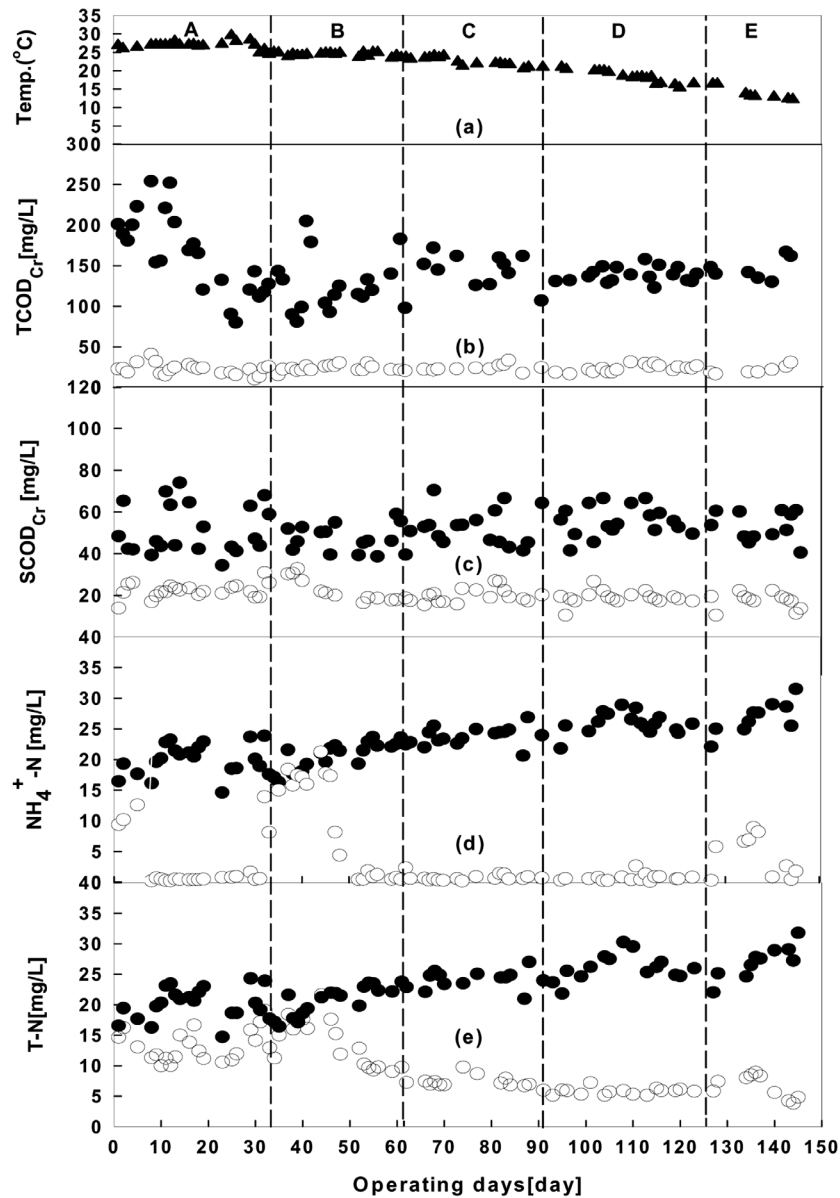 A B C D E
Temp.(°C)
35
30
25
20
15
10
5
(a)
TCOD_Cr [mg/L]
300
250
200
150
100
50
(b)
SCOD_Cr [mg/L]
120
100
80
60
40
20
(c)
NH₄⁺-N [mg/L]
40
35
30
25
20
15
10
5
(d)
T-N[mg/L]
40
35
30
25
20
15
10
5
0
(e)
0 10 20 30 40 50 60 70 80 90 100 110 120 130 140 150
Operating days[day]